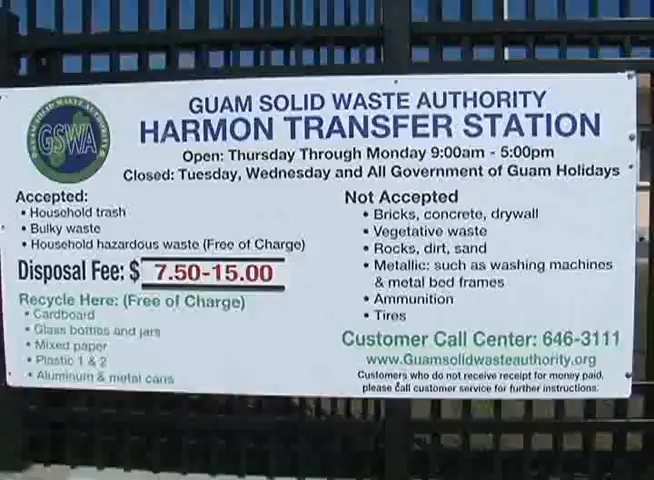 GUAM SOLID WASTE AUTHORITY
GSWA
GUAM SOLID WASTE AUTHORITY
HARMON TRANSFER STATION
Open: Thursday Through Monday 9:00am - 5:00pm
Closed: Tuesday, Wednesday and All Government of Guam Holidays
Accepted:
• Household trash
• Bulky waste
• Household hazardous waste (Free of Charge)
Disposal Fee: $ 7.50-15.00
Recycle Here: (Free of Charge)
• Cardboard
• Glass bottles and jars
• Mixed paper
• Plastic 1 & 2
• Aluminum & metal cans
Not Accepted
• Bricks, concrete, drywall
• Vegetative waste
• Rocks, dirt, sand
• Metallic: such as washing machines
& metal bed frames
• Ammunition
• Tires
Customer Call Center: 646-3111
www.Guamsolidwasteauthority.org
Customers who do not receive receipt for money paid,
please call customer service for further instructions.